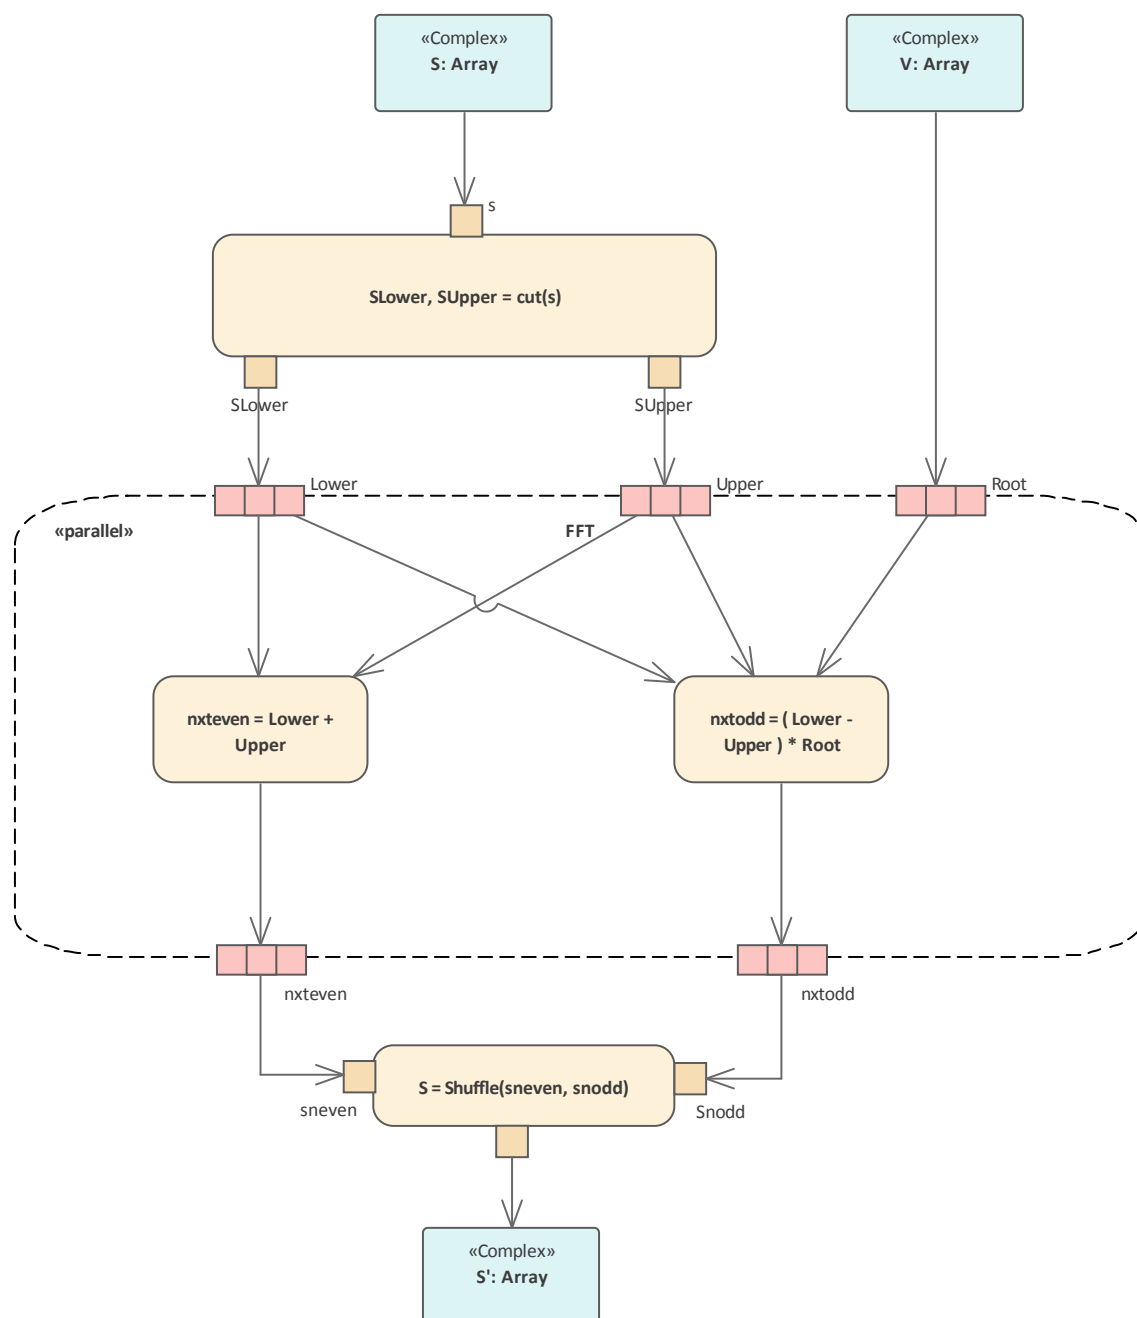 «Complex»
S: Array
«Complex»
V: Array
s
SLower, SUpper = cut(s)
SLower
SUpper
Lower
Upper
Root
«parallel»
FFT
nxteven = Lower +
Upper
nxtodd = ( Lower -
Upper ) * Root
nxteven
nxtodd
S = Shuffle(sneven, snodd)
sneven
Snodd
«Complex»
S': Array